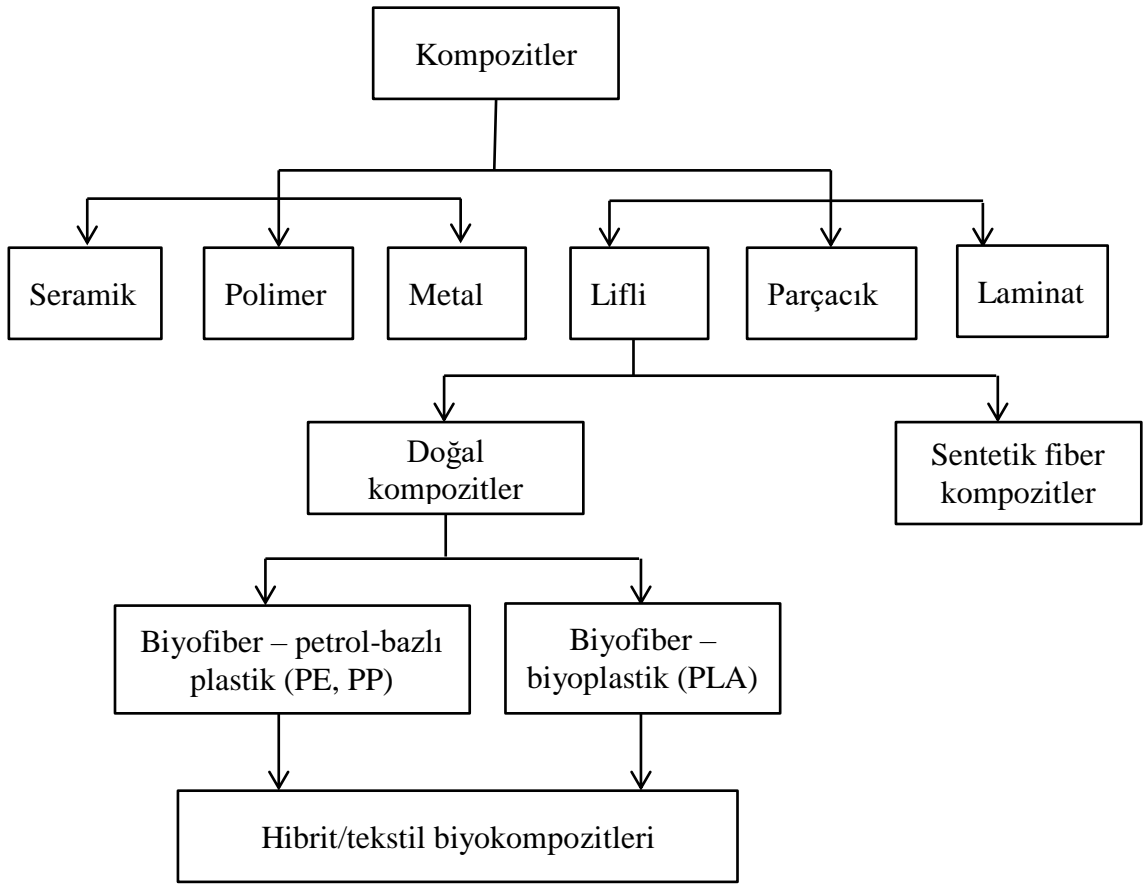 Kompozitler
Seramik
Polimer
Metal
Lifli
Parçacık
Laminat
Doğal
kompozitler
Sentetik fiber
kompozitler
Biyofiber – petrol-bazlı
plastik (PE, PP)
Biyofiber –
biyoplastik (PLA)
Hibrit/tekstil biyokompozitleri